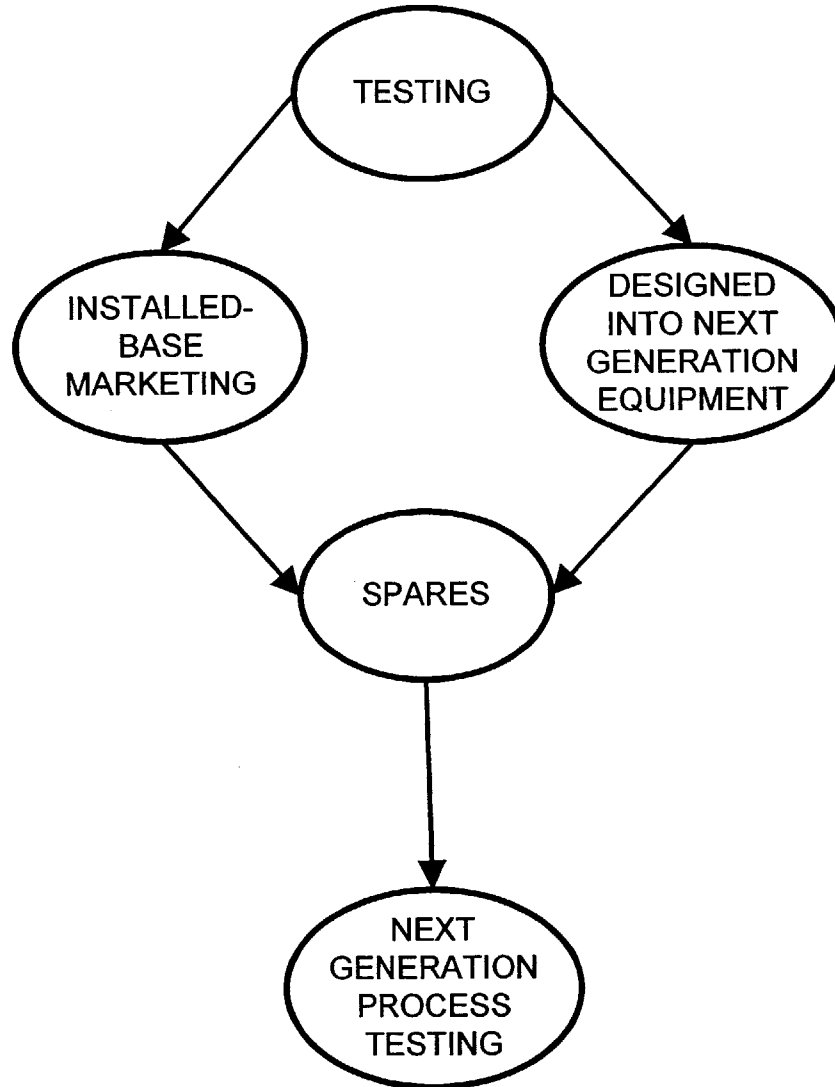 TESTING
INSTALLED-
BASE
MARKETING
DESIGNED
INTO NEXT
GENERATION
EQUIPMENT
SPARES
NEXT
GENERATION
PROCESS
TESTING